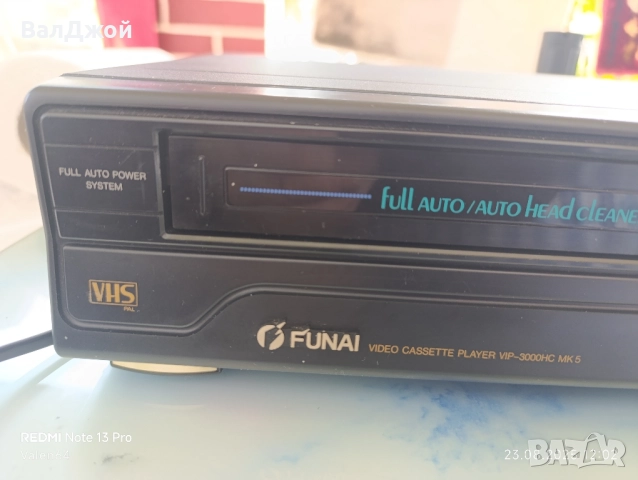 ВалДжой
FULL AUTO POWER
SYSTEM
full AUTO / AUTO HEAD CLEANE
VHS
PAL
FUNAI VIDEO CASSETTE PLAYER VIP-3000HC MK5
REDMI Note 13 Pro
BAZAR